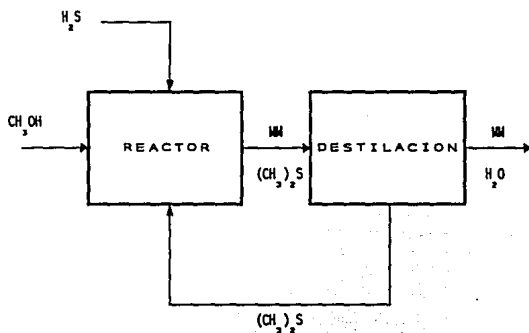 H2S
CH3OH
REACTOR
MM
(CH3)2S
DESTILACION
MM
H2O
(CH3)2S